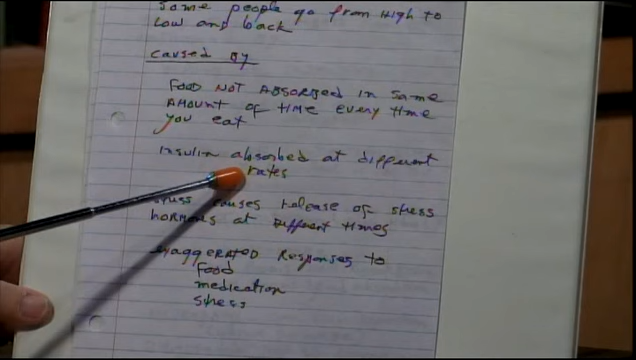 Some people go from High to
Low and back
Caused By
Food NOT Absorbed in same
AMOUNT OF time every time
you eat
Insulin absorbed at different
rates
stress causes release of stress
hormones at Different times
exaggerated Responses to
Food
medication
stress